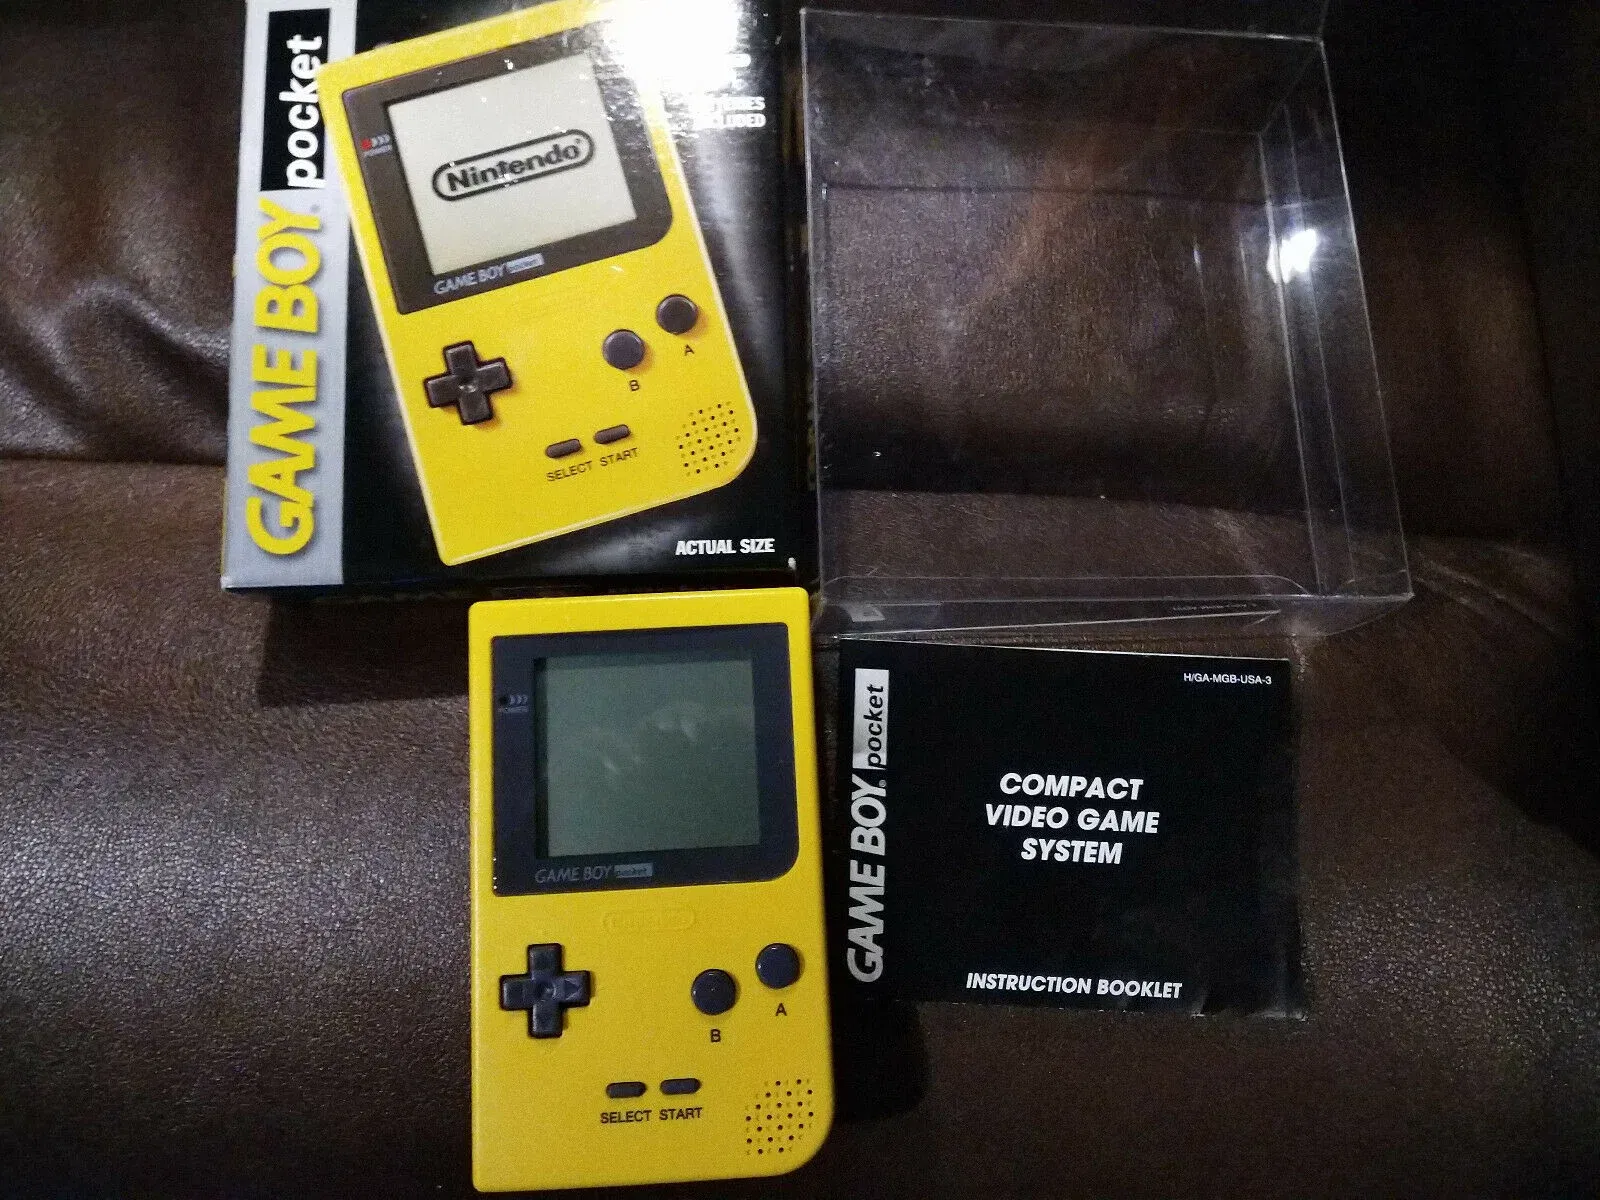 GAME BOY pocket
POWER
Nintendo
GAME BOY pocket
B
A
SELECT START
ACTUAL SIZE
POWER
GAME BOY pocket
Nintendo
B
A
SELECT START
GAME BOY pocket
H/GA-MGB-USA-3
COMPACT
VIDEO GAME
SYSTEM
INSTRUCTION BOOKLET